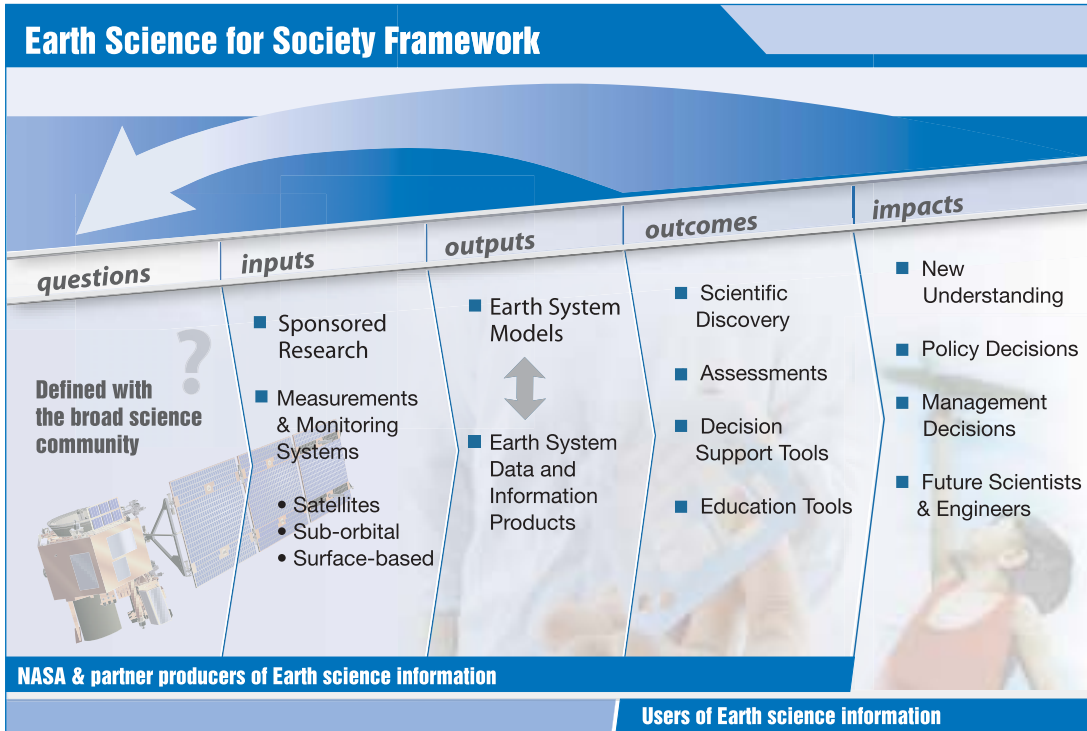 Earth Science for Society Framework
questions
inputs
outputs
outcomes
impacts
?
Defined with
the broad science
community
■ Sponsored
Research
■ Measurements
& Monitoring
Systems
• Satellites
• Sub-orbital
• Surface-based
■ Earth System
Models
■ Earth System
Data and
Information
Products
■ Scientific
Discovery
■ Assessments
■ Decision
Support Tools
■ Education Tools
■ New
Understanding
■ Policy Decisions
■ Management
Decisions
■ Future Scientists
& Engineers
NASA & partner producers of Earth science information
Users of Earth science information